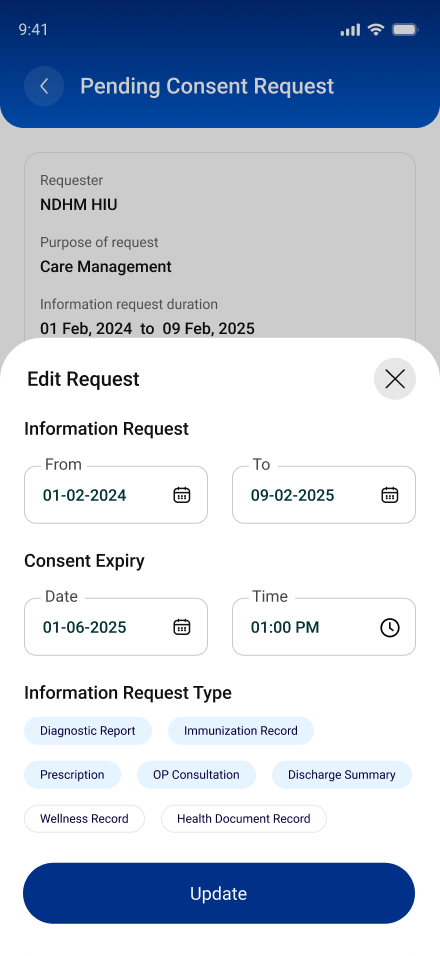 9:41
Pending Consent Request
Requester
NDHM HIU
Purpose of request
Care Management
Information request duration
01 Feb, 2024 to 09 Feb, 2025
Edit Request
Information Request
From To
01-02-2024 09-02-2025
Consent Expiry
Date Time
01-06-2025 01:00 PM
Information Request Type
Diagnostic Report Immunization Record
Prescription OP Consultation Discharge Summary
Wellness Record Health Document Record
Update